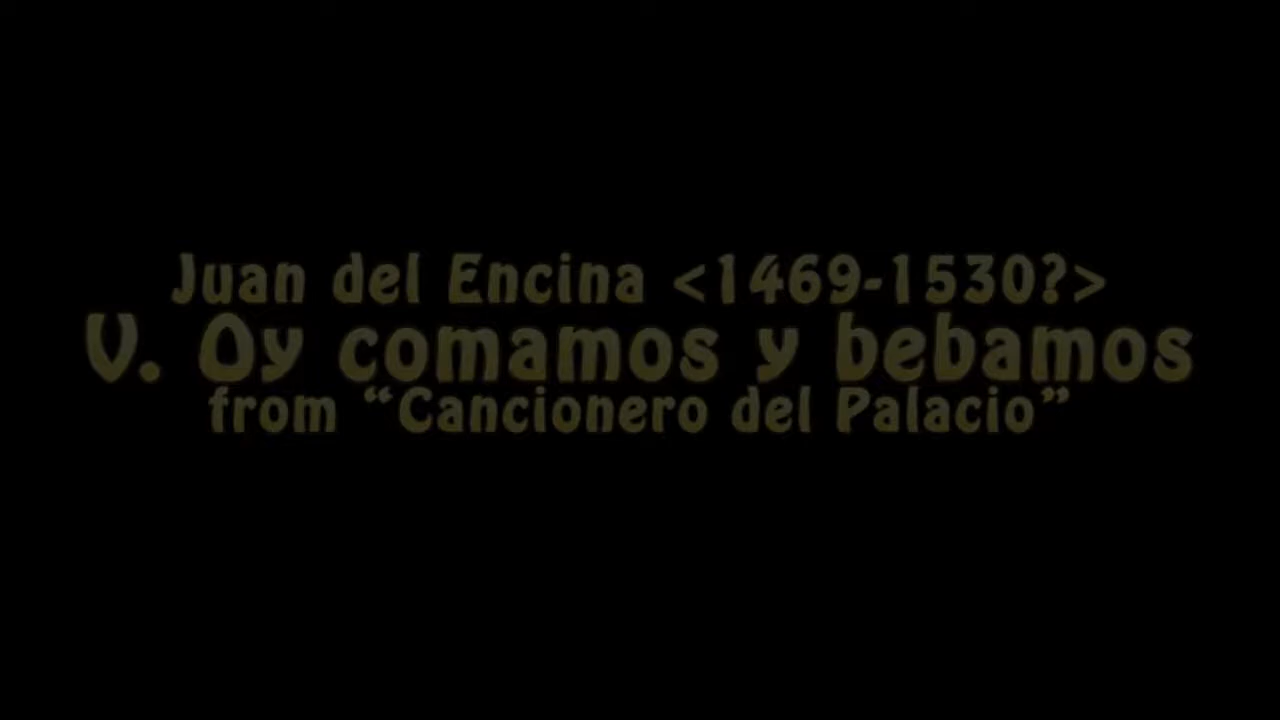 Juan del Encina <1469-1530?>
V. Oy comamos y bebamos
from “Cancionero del Palacio”